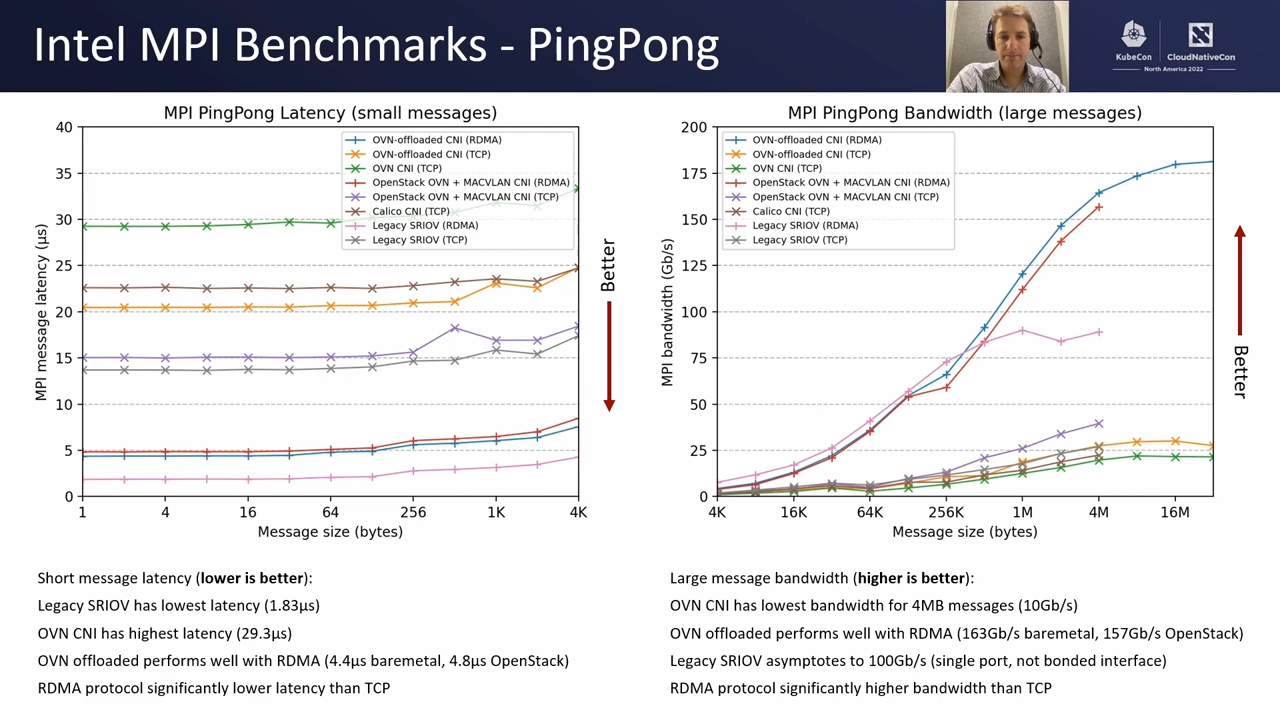 Intel MPI Benchmarks - PingPong
KubeCon
CloudNativeCon
North America 2022
MPI PingPong Latency (small messages)
MPI message latency (μs)
40
35
30
25
20
15
10
5
0
OVN-offloaded CNI (RDMA)
OVN-offloaded CNI (TCP)
OVN CNI (TCP)
OpenStack OVN + MACVLAN CNI (RDMA)
OpenStack OVN + MACVLAN CNI (TCP)
Calico CNI (TCP)
Legacy SRIOV (RDMA)
Legacy SRIOV (TCP)
1
4
16
64
256
1K
4K
Message size (bytes)
Better
MPI PingPong Bandwidth (large messages)
MPI bandwidth (Gb/s)
200
175
150
125
100
75
50
25
0
OVN-offloaded CNI (RDMA)
OVN-offloaded CNI (TCP)
OVN CNI (TCP)
OpenStack OVN + MACVLAN CNI (RDMA)
OpenStack OVN + MACVLAN CNI (TCP)
Calico CNI (TCP)
Legacy SRIOV (RDMA)
Legacy SRIOV (TCP)
4K
16K
64K
256K
1M
4M
16M
Message size (bytes)
Better
Short message latency (lower is better):
Legacy SRIOV has lowest latency (1.83μs)
OVN CNI has highest latency (29.3μs)
OVN offloaded performs well with RDMA (4.4μs baremetal, 4.8μs OpenStack)
RDMA protocol significantly lower latency than TCP
Large message bandwidth (higher is better):
OVN CNI has lowest bandwidth for 4MB messages (10Gb/s)
OVN offloaded performs well with RDMA (163Gb/s baremetal, 157Gb/s OpenStack)
Legacy SRIOV asymptotes to 100Gb/s (single port, not bonded interface)
RDMA protocol significantly higher bandwidth than TCP